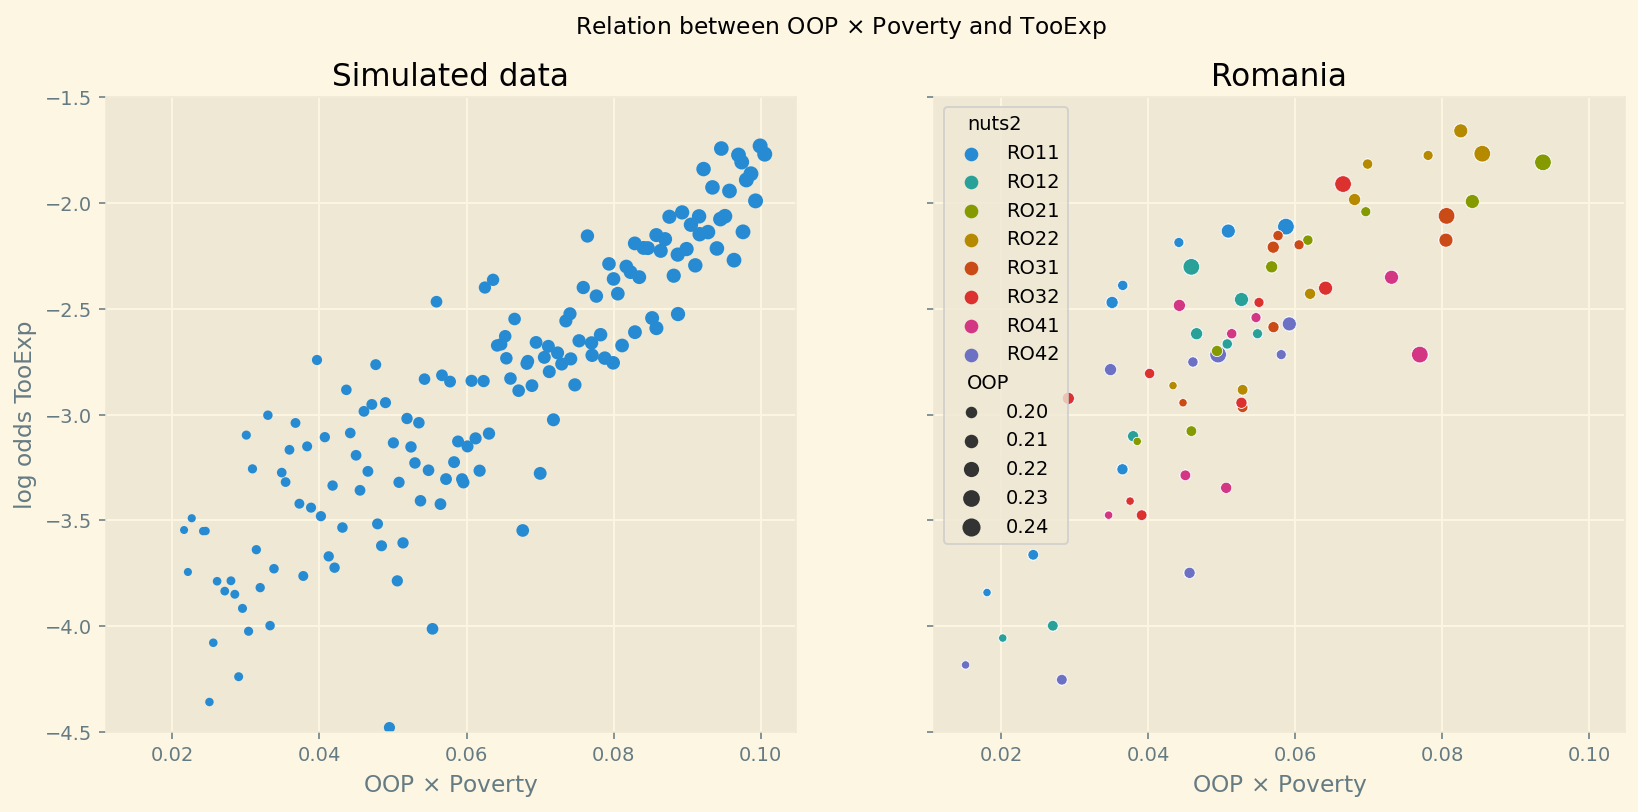 Relation between OOP × Poverty and TooExp
Simulated data
log odds TooExp
−1.5
−2.0
−2.5
−3.0
−3.5
−4.0
−4.5
0.02 0.04 0.06 0.08 0.10
OOP × Poverty
Romania
nuts2
RO11
RO12
RO21
RO22
RO31
RO32
RO41
RO42
OOP
0.20
0.21
0.22
0.23
0.24
0.02 0.04 0.06 0.08 0.10
OOP × Poverty